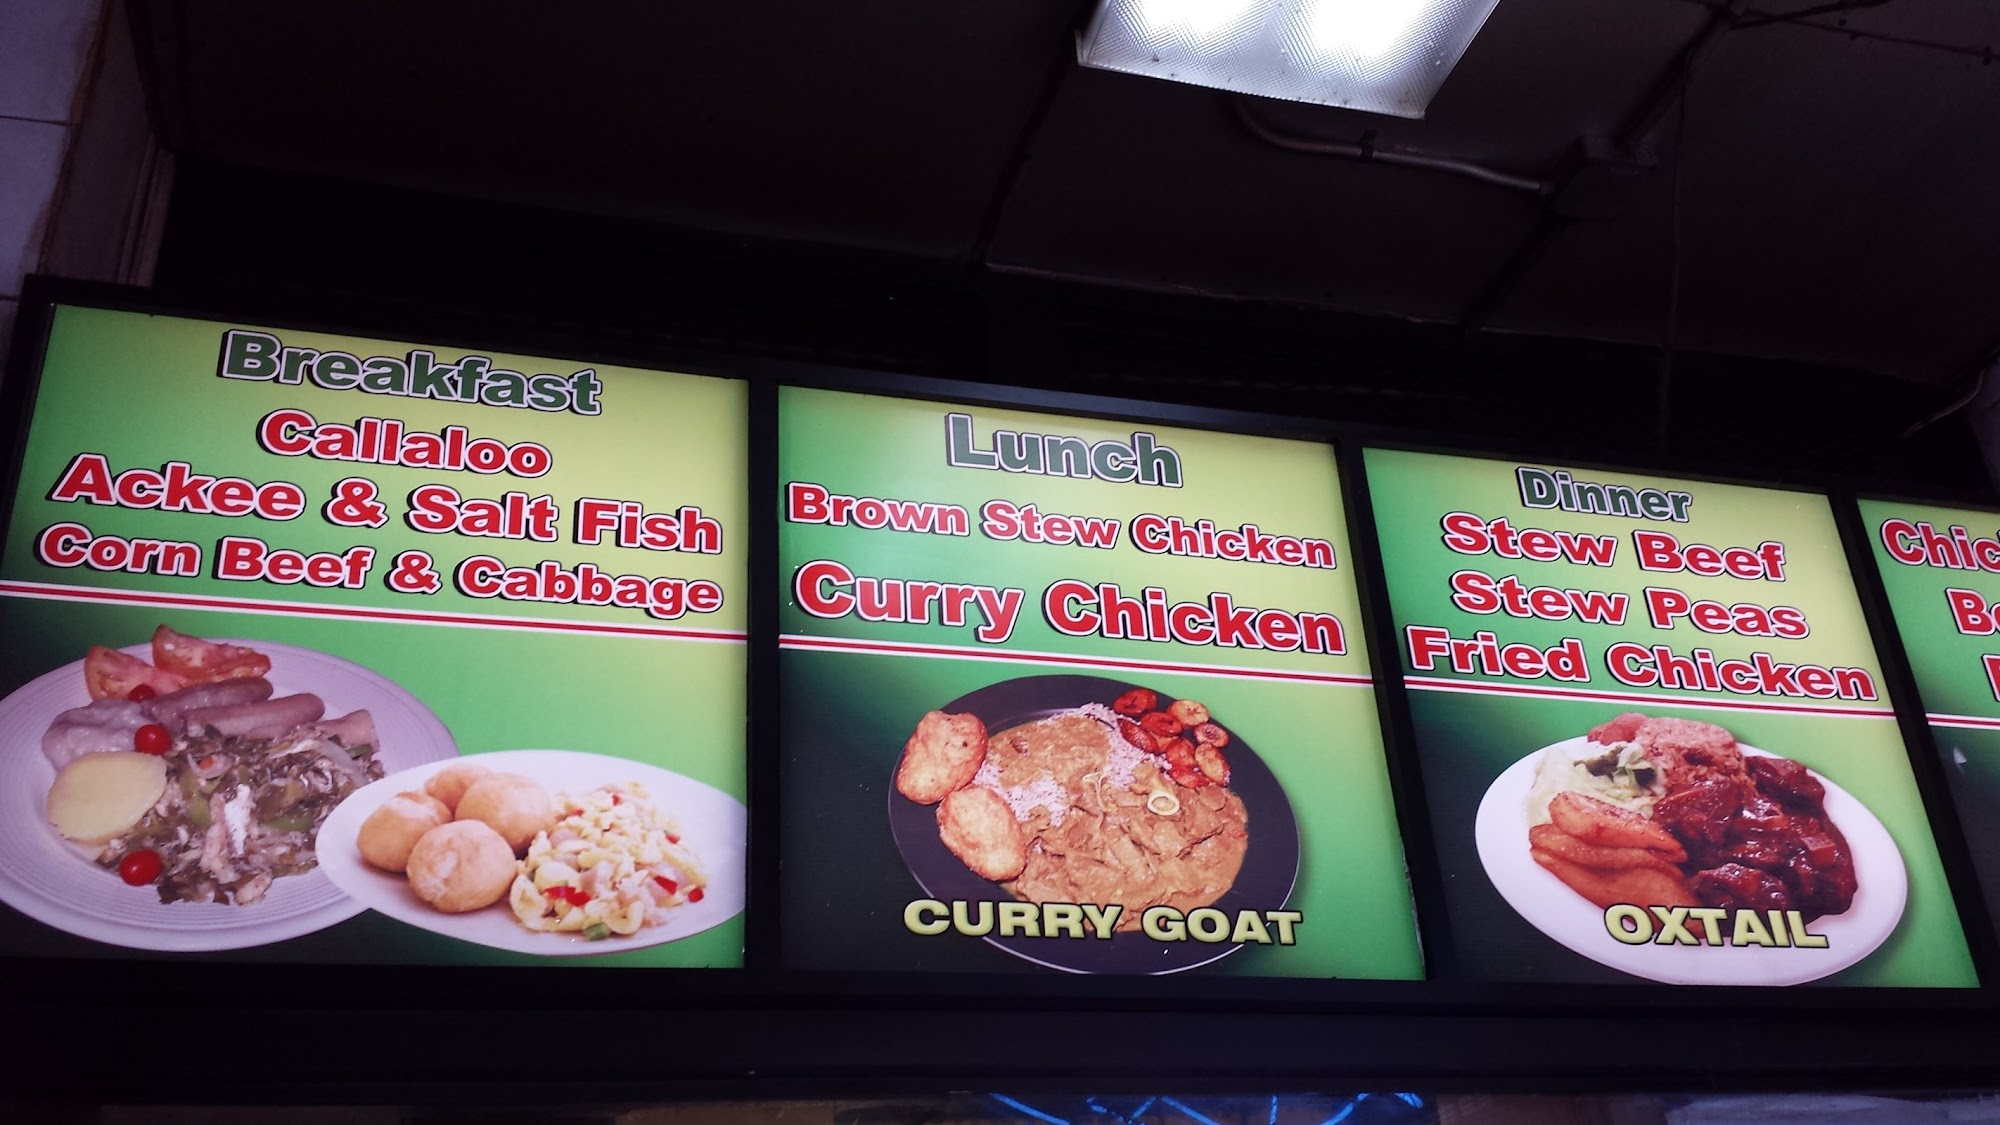 Breakfast
Callaloo
Ackee & Salt Fish
Corn Beef & Cabbage
Lunch
Brown Stew Chicken
Curry Chicken
CURRY GOAT
Dinner
Stew Beef
Stew Peas
Fried Chicken
OXTAIL